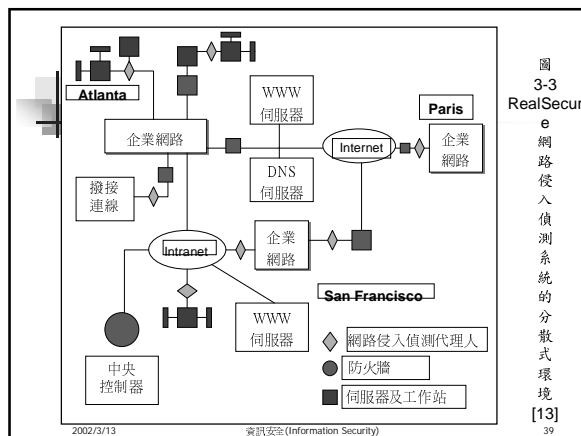 Atlanta
企業網路
撥接
連線
WWW
伺服器
DNS
伺服器
Internet
Paris
企業
網路
Intranet
企業
網路
San Francisco
WWW
伺服器
中央
控制器
網路侵入偵測代理人
防火牆
伺服器及工作站
圖
3-3
RealSecur
e
網
路
侵
入
偵
測
系
統
的
分
散
式
環
境
[13]
2002/3/13
資訊安全(Information Security)
39